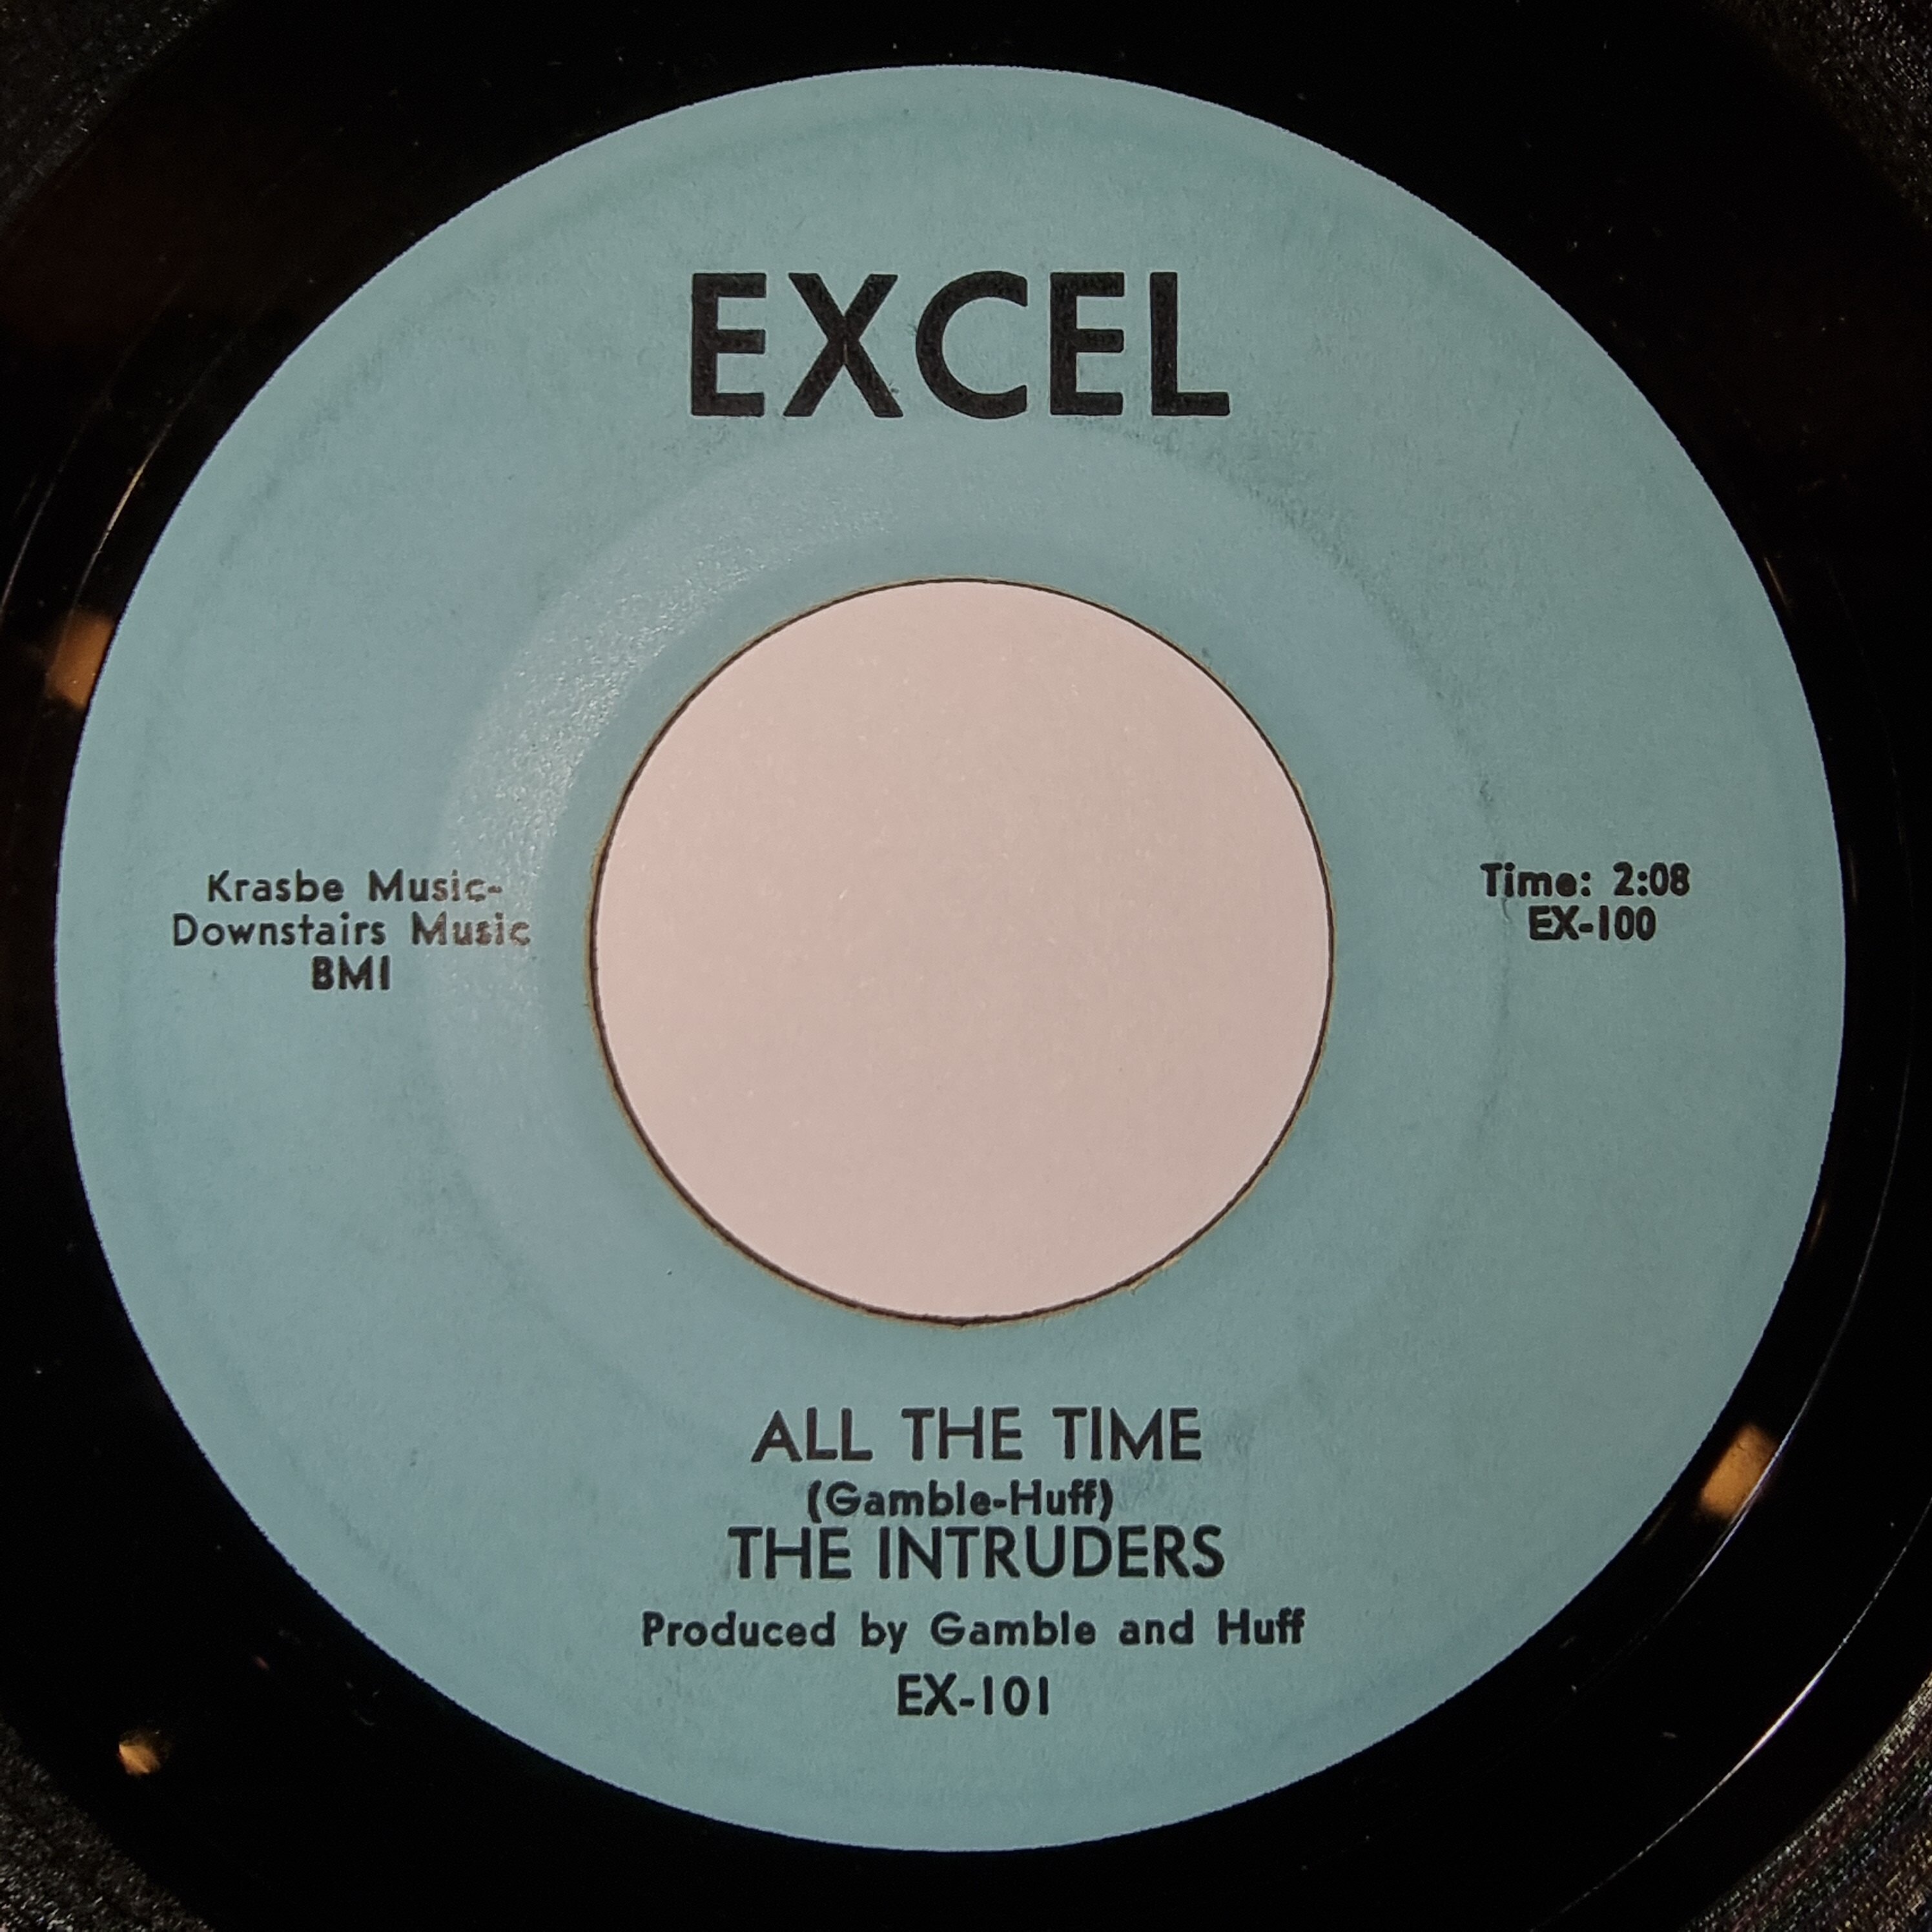 EXCEL
Krasbe Music-
Downstairs Music
BMI
Time: 2:08
EX-100
ALL THE TIME
(Gamble-Huff)
THE INTRUDERS
Produced by Gamble and Huff
EX-101